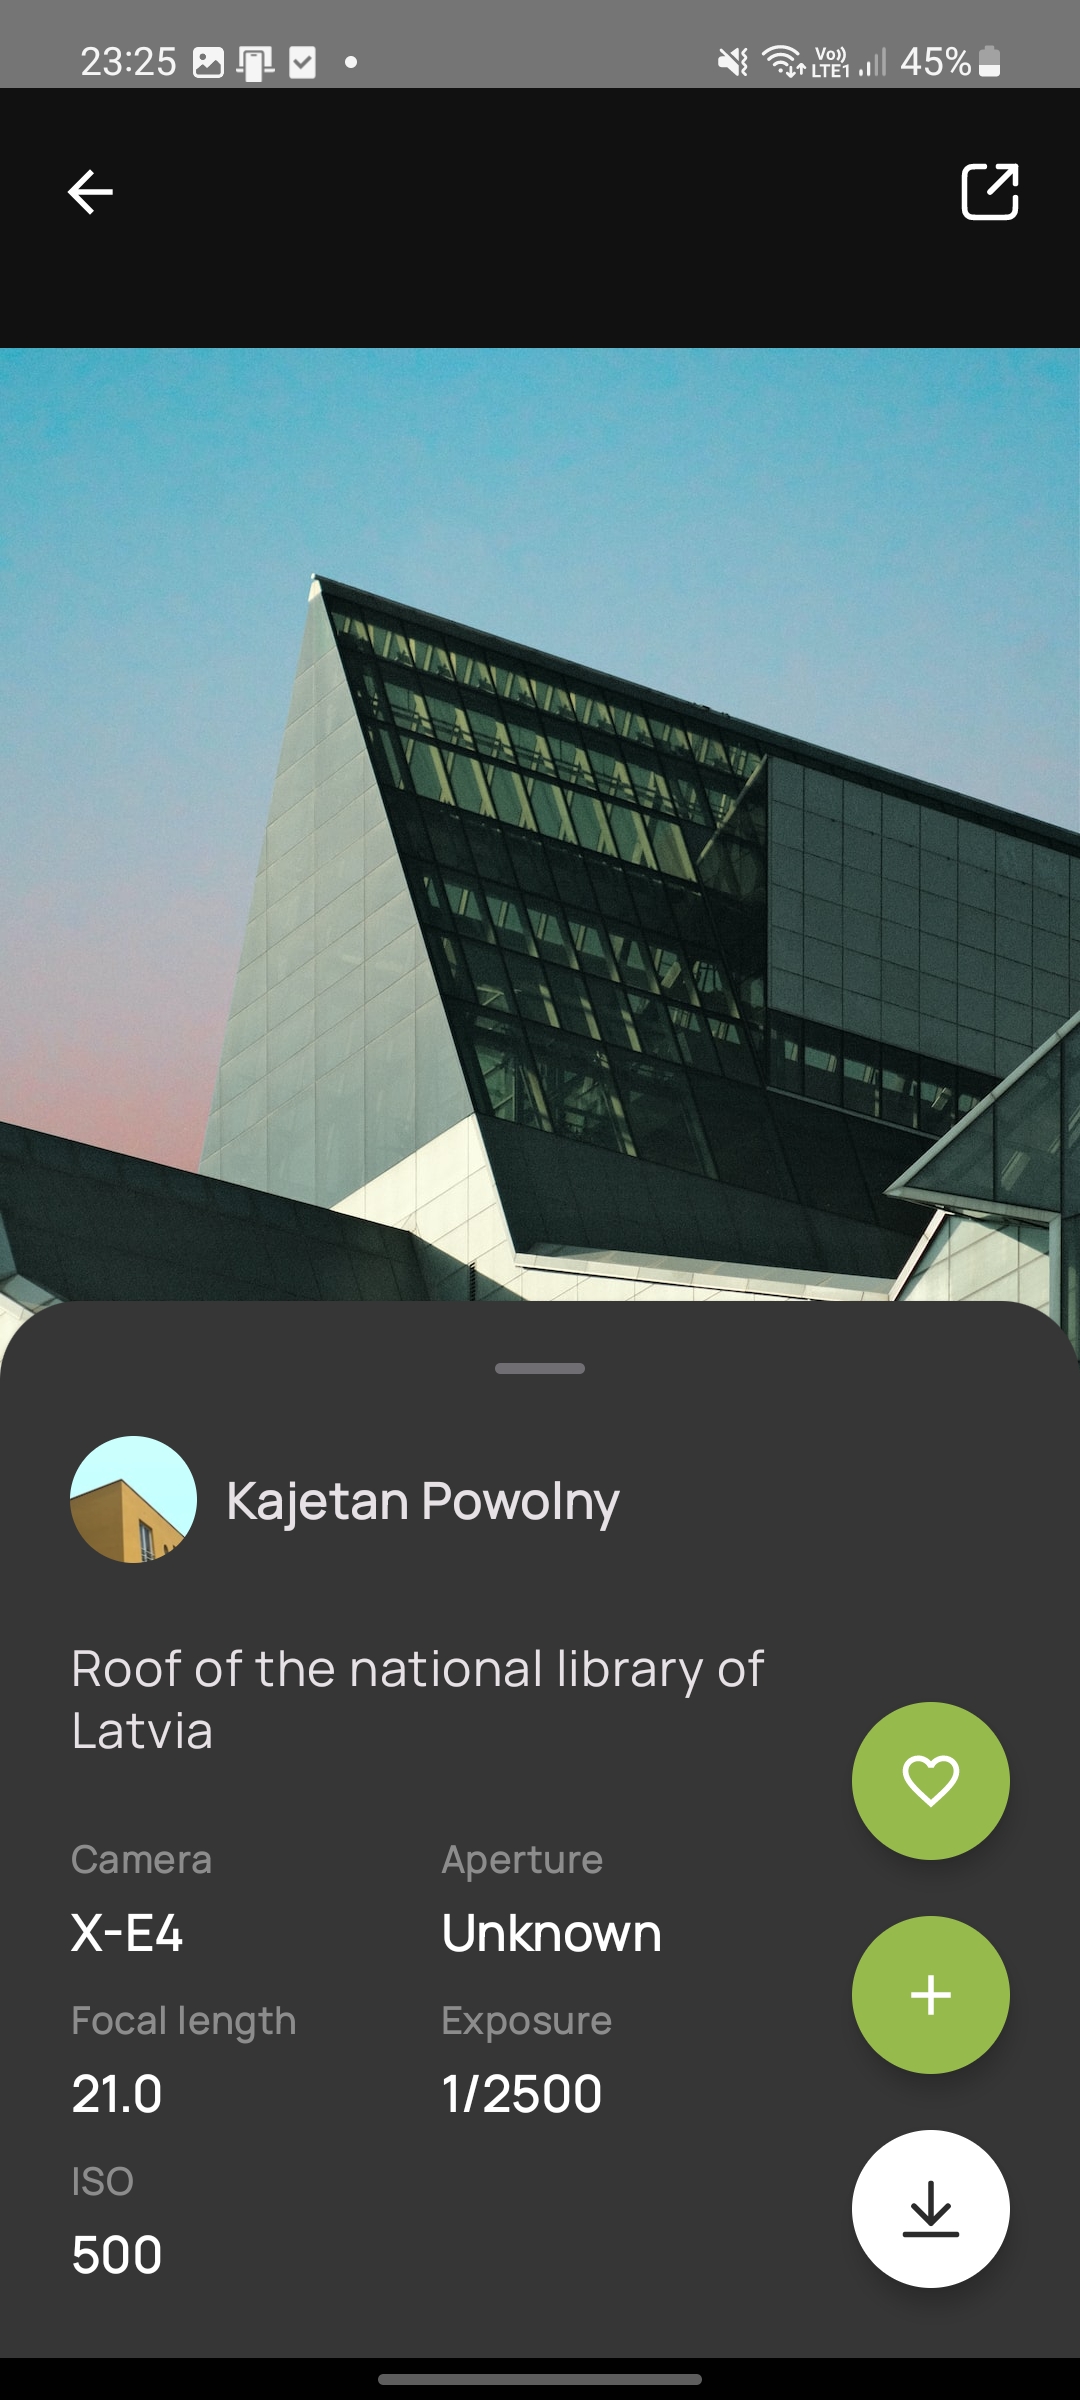 23:25
Vo)) LTE1 45%
Kajetan Powolny
Roof of the national library of
Latvia
Camera
Aperture
X-E4
Unknown
Focal length
Exposure
21.0
1/2500
ISO
500